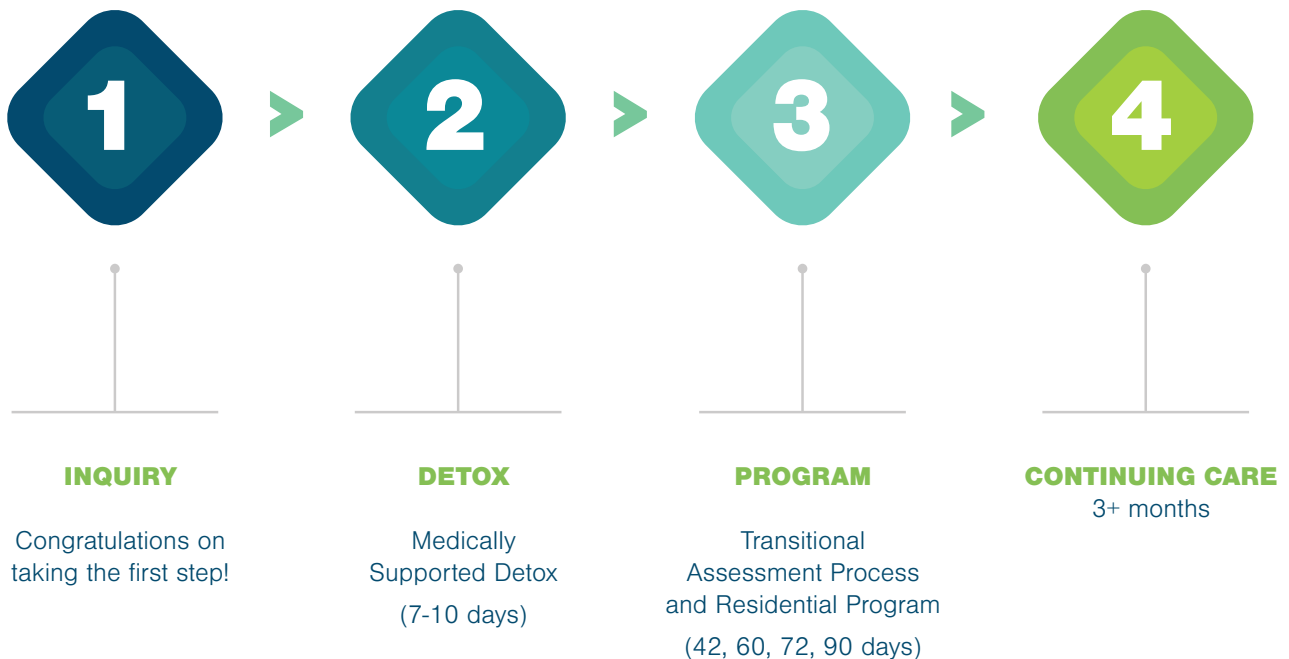 1
>
2
>
3
>
4
INQUIRY
Congratulations on
taking the first step!
DETOX
Medically
Supported Detox
(7-10 days)
PROGRAM
Transitional
Assessment Process
and Residential Program
(42, 60, 72, 90 days)
CONTINUING CARE
3+ months